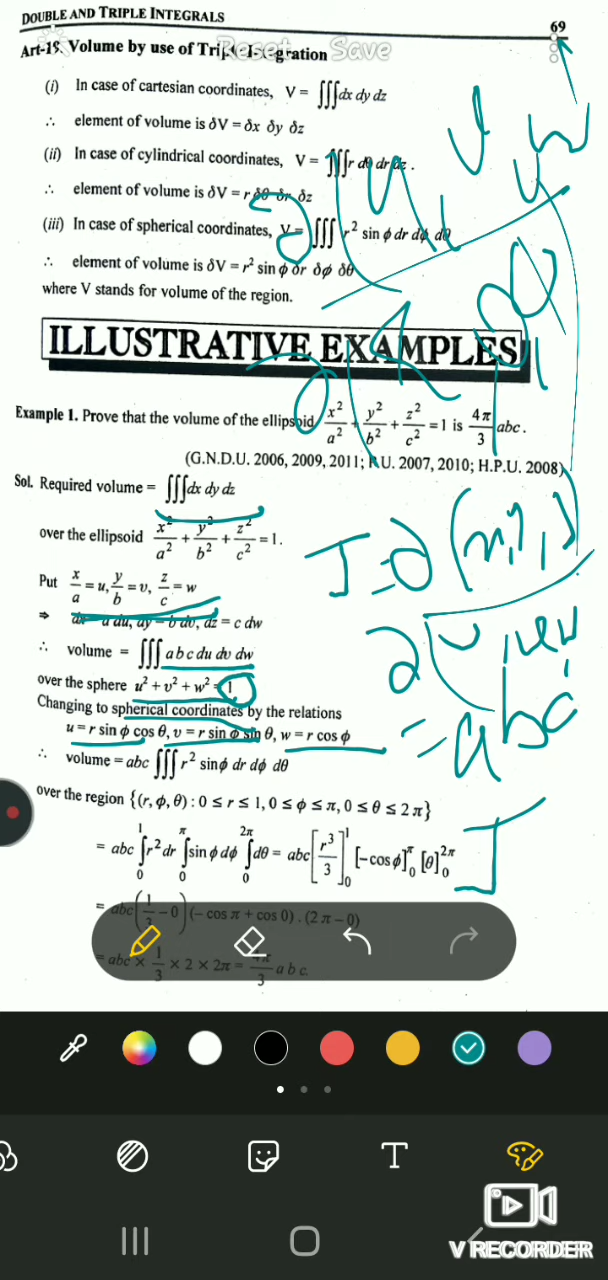 DOUBLE AND TRIPLE INTEGRALS
69
Reset Save
Art-19. Volume by use of Triple Integration
(i) In case of cartesian coordinates, V = ∭dx dy dz
∴ element of volume is δV = δx δy δz
(ii) In case of cylindrical coordinates, V = ∭r dθ dr dz .
∴ element of volume is δV = r δθ δr δz
(iii) In case of spherical coordinates, V = ∭ r² sin ϕ dr dϕ dθ
∴ element of volume is δV = r² sin ϕ δr δϕ δθ
where V stands for volume of the region.
ILLUSTRATIVE EXAMPLES
Example 1. Prove that the volume of the ellipsoid x²/a² + y²/b² + z²/c² = 1 is 4π/3 abc .
(G.N.D.U. 2006, 2009, 2011; P.U. 2007, 2010; H.P.U. 2008)
Sol. Required volume = ∭dx dy dz
over the ellipsoid x²/a² + y²/b² + z²/c² = 1.
Put x/a = u, y/b = v, z/c = w
⇒ dx = a du, dy = b dv, dz = c dw
∴ volume = ∭ a b c du dv dw
over the sphere u² + v² + w² = 1
Changing to spherical coordinates by the relations
u = r sin ϕ cos θ, v = r sin ϕ sin θ, w = r cos ϕ
∴ volume = abc ∭ r² sinϕ dr dϕ dθ
over the region {(r, ϕ, θ) : 0 ≤ r ≤ 1, 0 ≤ ϕ ≤ π, 0 ≤ θ ≤ 2π}
= abc ∫₀¹ r² dr ∫₀^π sin ϕ dϕ ∫₀^2π dθ = abc [r³/3]₀¹ [–cos ϕ]₀^π [θ]₀^2π
= abc (1/3 – 0) (– cos π + cos 0) . (2π – 0)
= abc × 1/3 × 2 × 2π = 4π/3 a b c.
= abc
J
T
V RECORDER